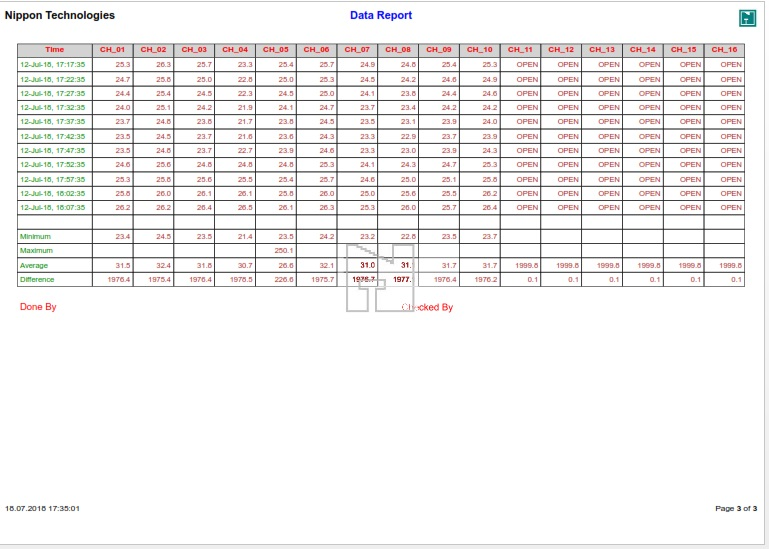 Nippon Technologies Data Report
Time CH_01 CH_02 CH_03 CH_04 CH_05 CH_06 CH_07 CH_08 CH_09 CH_10 CH_11 CH_12 CH_13 CH_14 CH_15 CH_16
12-Jul-18, 17:17:35 25.3 26.3 25.7 23.3 25.4 25.7 24.9 24.8 25.4 25.3 OPEN OPEN OPEN OPEN OPEN OPEN
12-Jul-18, 17:22:35 24.7 25.8 25.0 22.8 25.0 25.3 24.5 24.2 24.6 24.9 OPEN OPEN OPEN OPEN OPEN OPEN
12-Jul-18, 17:27:35 24.4 25.4 24.5 22.3 24.5 25.0 24.1 23.8 24.4 24.6 OPEN OPEN OPEN OPEN OPEN OPEN
12-Jul-18, 17:32:35 24.0 25.1 24.2 21.9 24.1 24.7 23.7 23.4 24.2 24.2 OPEN OPEN OPEN OPEN OPEN OPEN
12-Jul-18, 17:37:35 23.7 24.8 23.8 21.7 23.8 24.5 23.5 23.1 23.9 24.0 OPEN OPEN OPEN OPEN OPEN OPEN
12-Jul-18, 17:42:35 23.5 24.5 23.7 21.6 23.6 24.3 23.3 22.9 23.7 23.9 OPEN OPEN OPEN OPEN OPEN OPEN
12-Jul-18, 17:47:35 23.5 24.8 23.7 22.7 23.9 24.6 23.3 23.0 23.9 24.3 OPEN OPEN OPEN OPEN OPEN OPEN
12-Jul-18, 17:52:35 24.6 25.6 24.8 24.8 24.8 25.3 24.1 24.3 24.7 25.3 OPEN OPEN OPEN OPEN OPEN OPEN
12-Jul-18, 17:57:35 25.3 25.8 25.6 25.5 25.4 25.7 24.6 25.0 25.1 25.8 OPEN OPEN OPEN OPEN OPEN OPEN
12-Jul-18, 18:02:35 25.8 26.0 26.1 26.1 25.8 26.0 25.0 25.6 25.5 26.2 OPEN OPEN OPEN OPEN OPEN OPEN
12-Jul-18, 18:07:35 26.2 26.2 26.4 26.5 26.1 26.3 25.3 26.0 25.7 26.4 OPEN OPEN OPEN OPEN OPEN OPEN
Minimum 23.4 24.5 23.5 21.4 23.5 24.2 23.2 22.8 23.5 23.7
Maximum 250.1
Average 31.5 32.4 31.8 30.7 26.6 32.1 31.0 31. 31.7 31.7 1999.8 1999.8 1999.8 1999.8 1999.8 1999.8
Difference 1976.4 1975.4 1976.4 1978.5 226.6 1975.7 1976.7 1977. 1976.4 1976.2 0.1 0.1 0.1 0.1 0.1 0.1
Done By Checked By
18.07.2018 17:35:01 Page 3 of 3